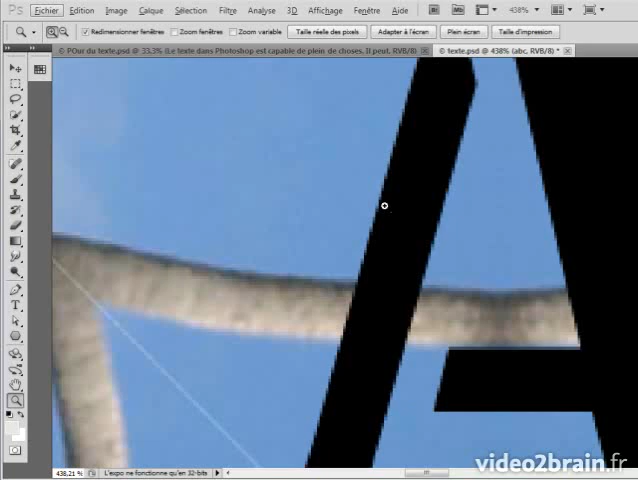 Ps Fichier Edition Image Calque Sélection Filtre Analyse 3D Affichage Fenêtre Aide Br Mb 438%
Redimensionner fenêtres Zoom fenêtres Zoom variable Taille réelle des pixels Adapter à l'écran Plein écran Taille d'impression
© POur du texte.psd @ 33,3% (Le texte dans Photoshop est capable de plein de choses. Il peut, RVB/8) © texte.psd @ 438% (abc, RVB/8) *
A
438,21 % L'expo ne fonctionne qu'en 32-bits
video2brain.fr